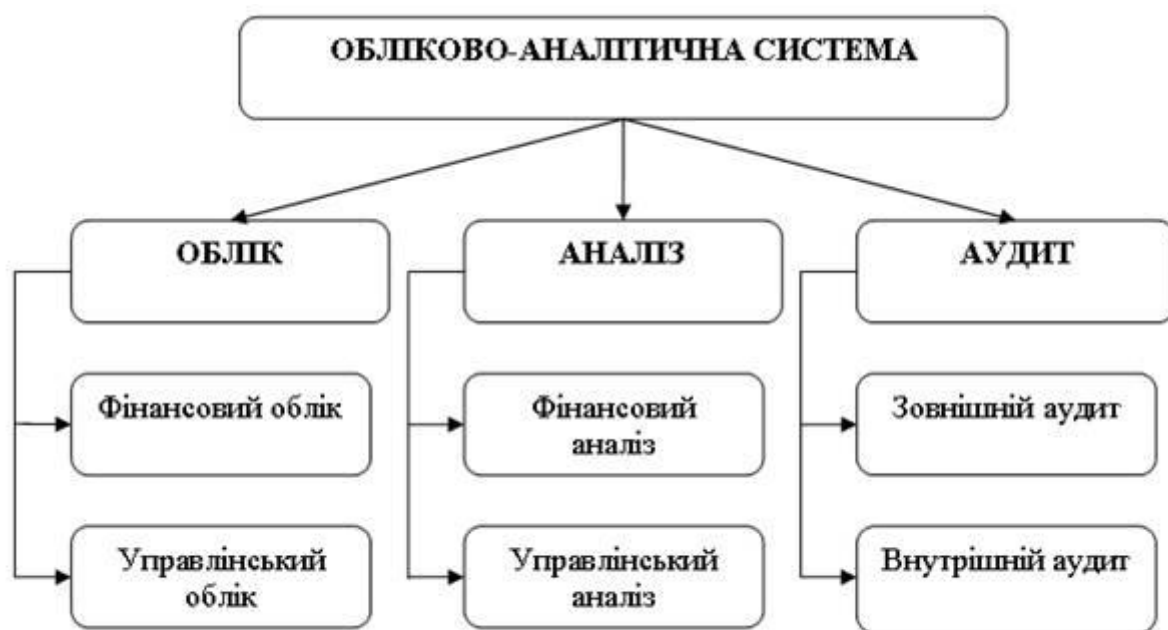 ОБЛІКОВО-АНАЛІТИЧНА СИСТЕМА
ОБЛІК
АНАЛІЗ
АУДИТ
Фінансовий облік
Фінансовий
аналіз
Зовнішній аудит
Управлінський
облік
Управлінський
аналіз
Внутрішній аудит